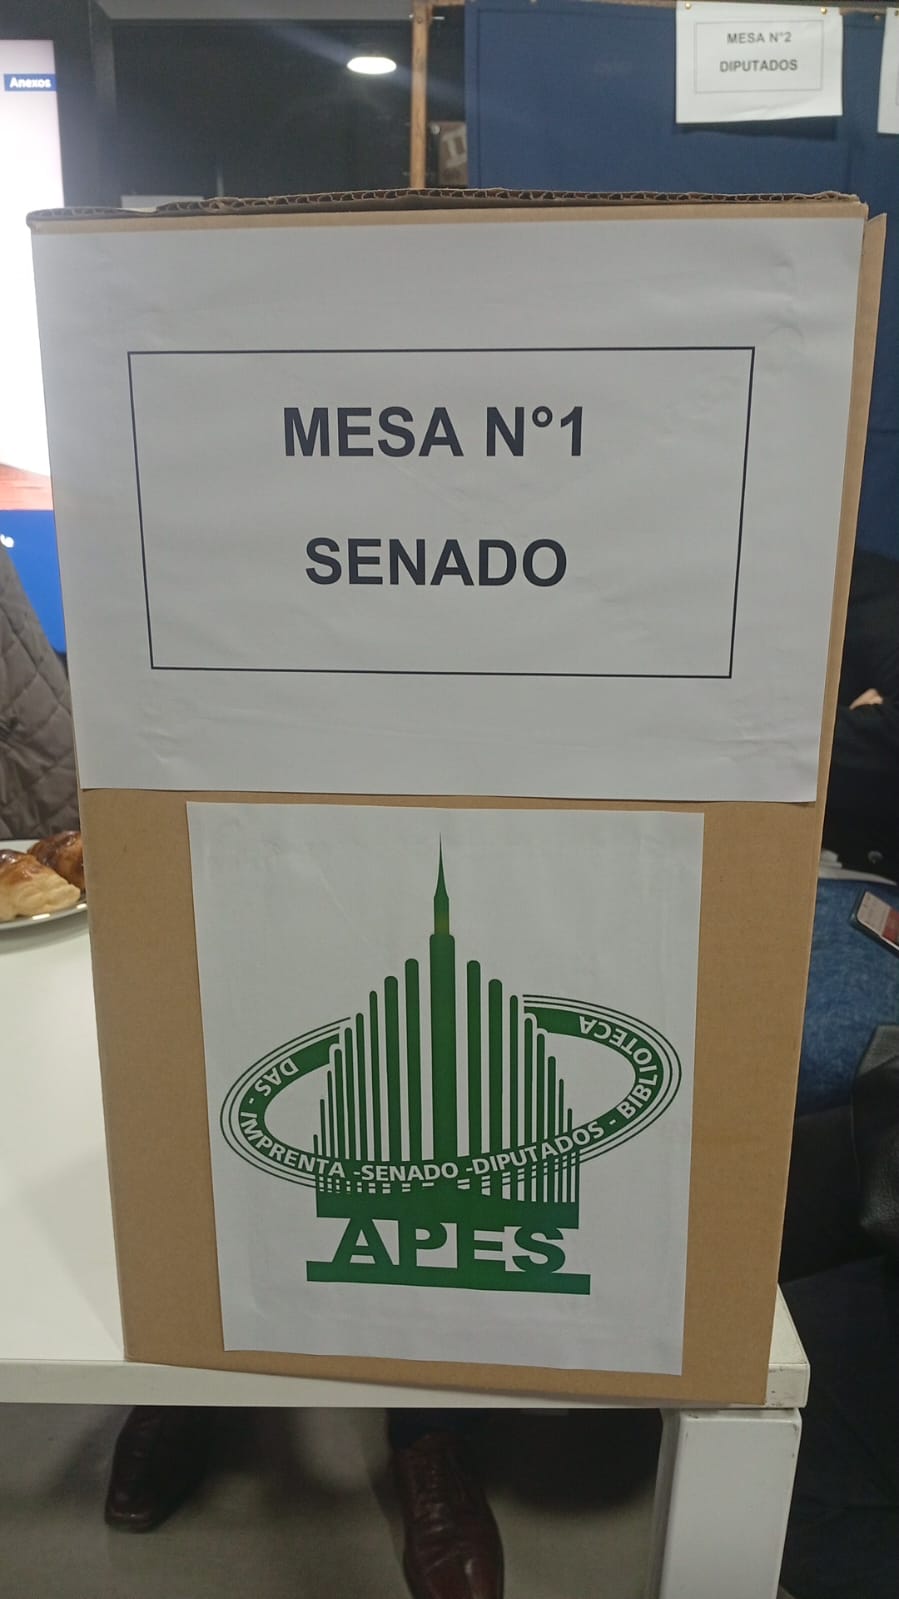 Anexos
MESA N°2
DIPUTADOS
MESA N°1
SENADO
DAS - IMPRENTA -SENADO -DIPUTADOS - BIBLIOTECA
APES